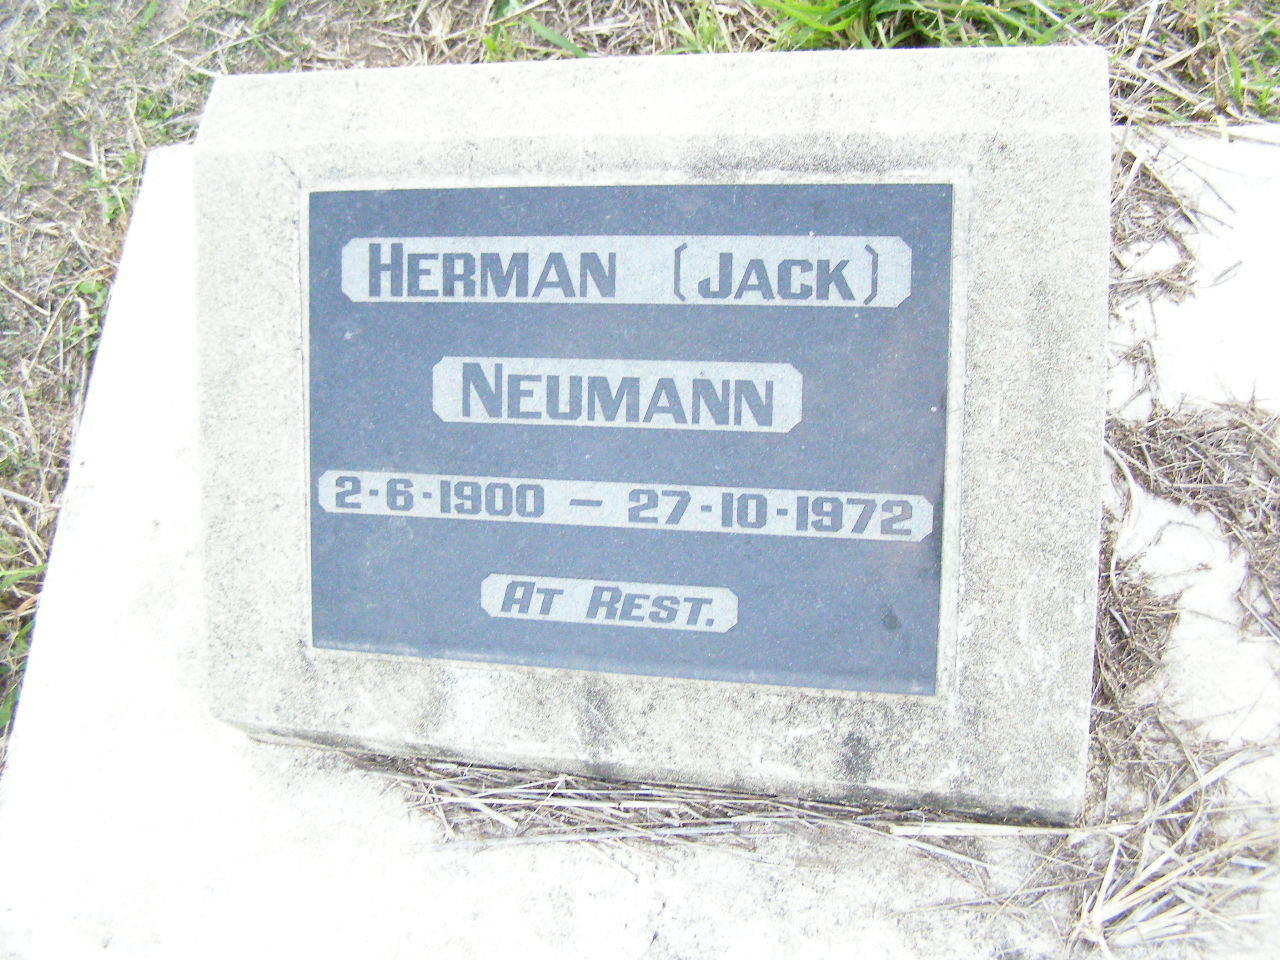 HERMAN (JACK)
NEUMANN
2-6-1900 – 27-10-1972
AT REST.